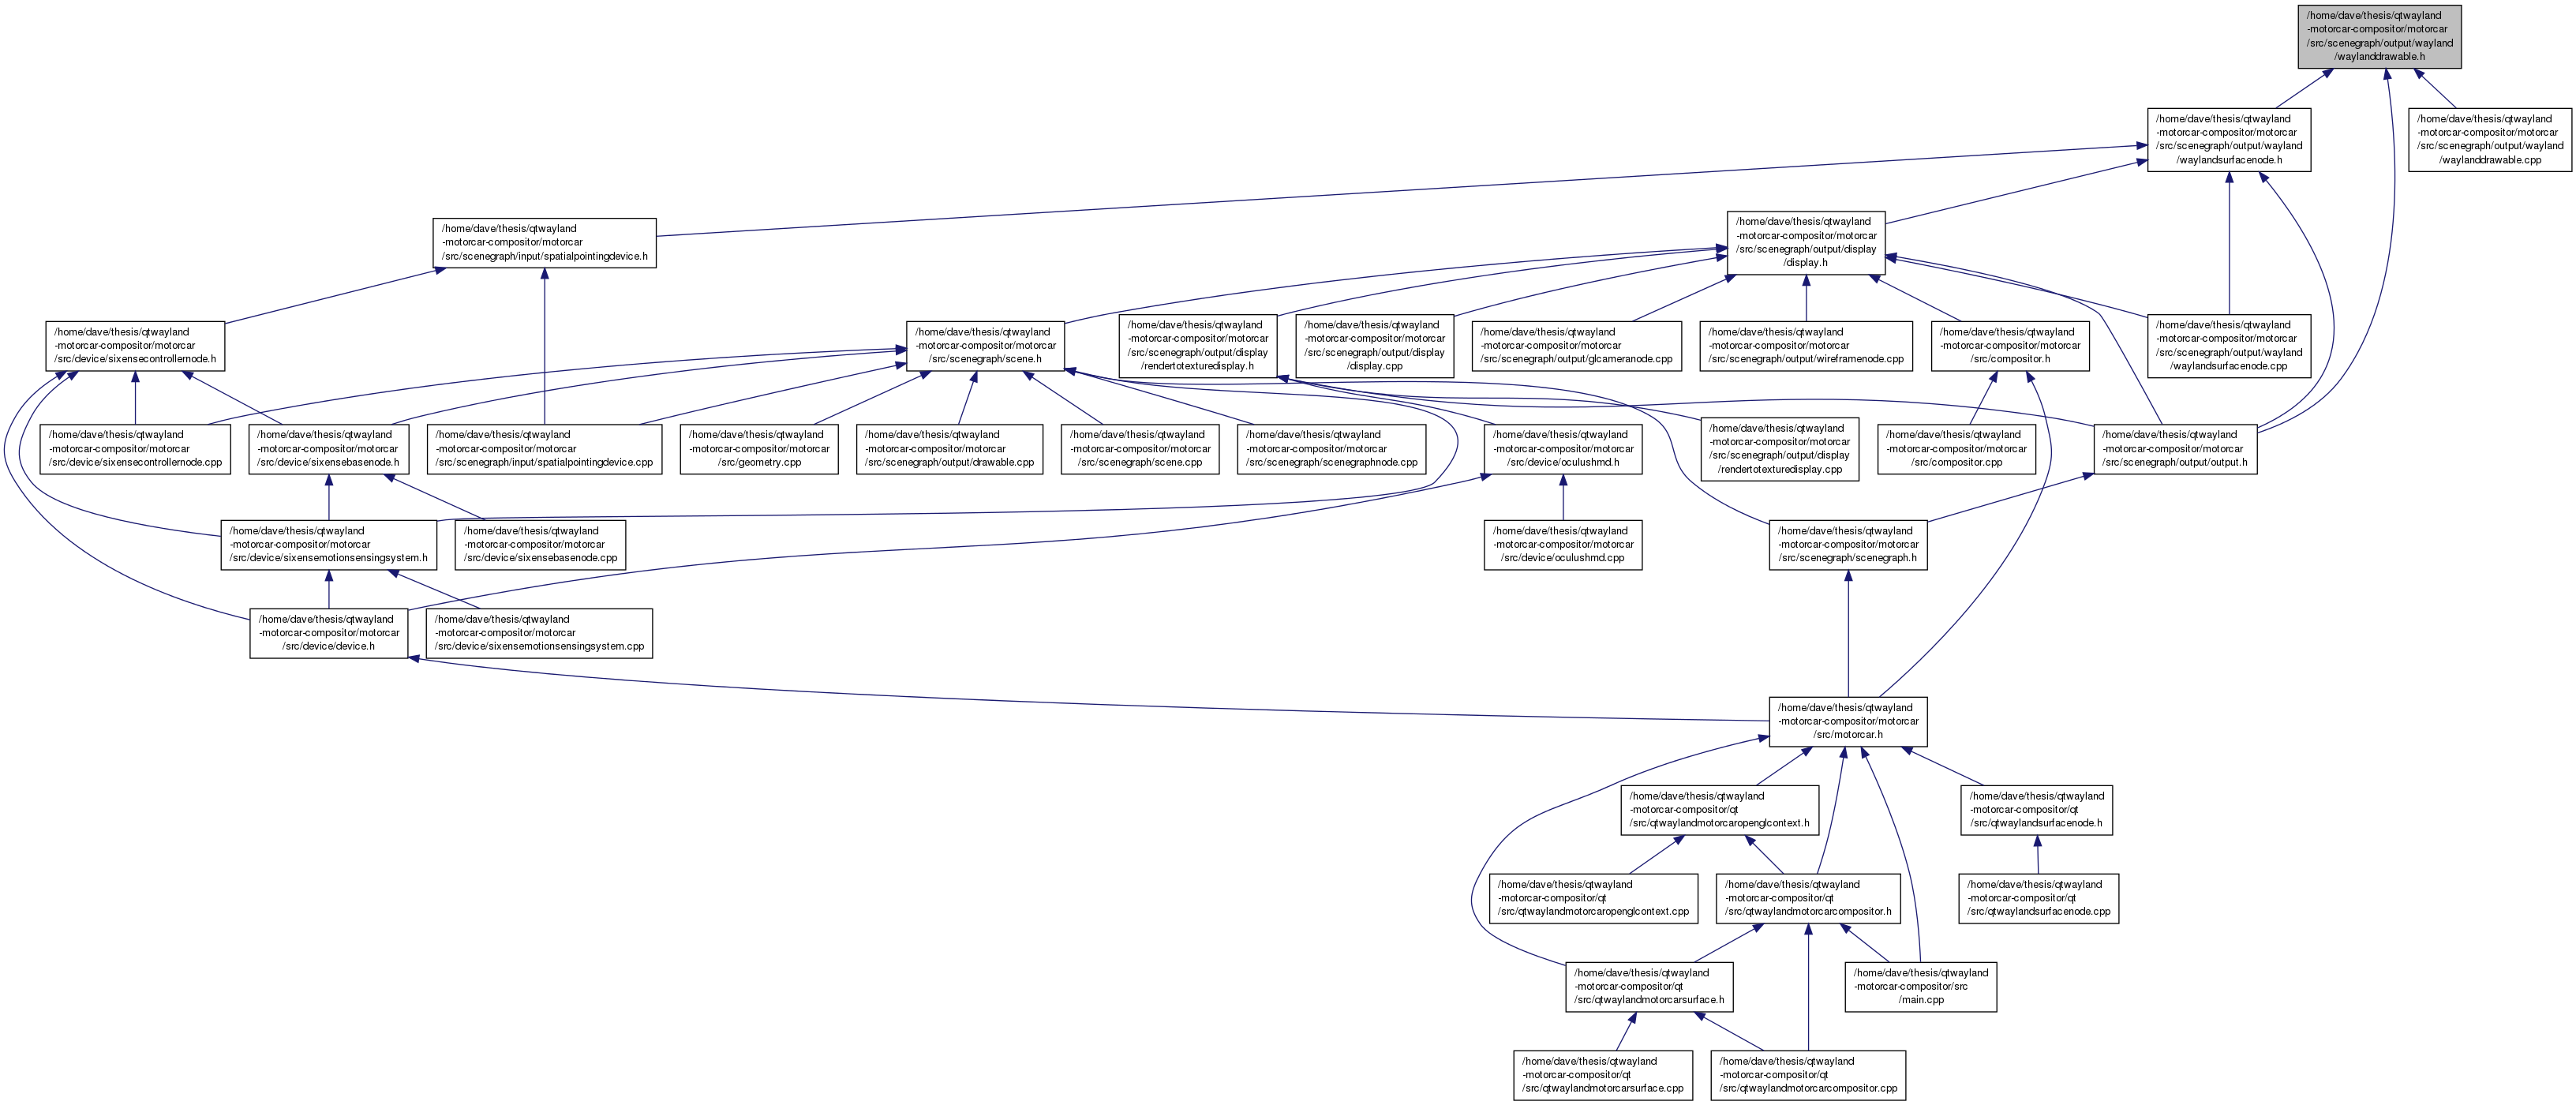 /home/dave/thesis/qtwayland
-motorcar-compositor/motorcar
/src/scenegraph/output/wayland
/waylanddrawable.h
/home/dave/thesis/qtwayland
-motorcar-compositor/motorcar
/src/scenegraph/output/wayland
/waylandsurfacenode.h
/home/dave/thesis/qtwayland
-motorcar-compositor/motorcar
/src/scenegraph/output/wayland
/waylanddrawable.cpp
/home/dave/thesis/qtwayland
-motorcar-compositor/motorcar
/src/scenegraph/input/spatialpointingdevice.h
/home/dave/thesis/qtwayland
-motorcar-compositor/motorcar
/src/scenegraph/output/display
/display.h
/home/dave/thesis/qtwayland
-motorcar-compositor/motorcar
/src/device/sixensecontrollernode.h
/home/dave/thesis/qtwayland
-motorcar-compositor/motorcar
/src/scenegraph/scene.h
/home/dave/thesis/qtwayland
-motorcar-compositor/motorcar
/src/scenegraph/output/display
/rendertotexturedisplay.h
/home/dave/thesis/qtwayland
-motorcar-compositor/motorcar
/src/scenegraph/output/display
/display.cpp
/home/dave/thesis/qtwayland
-motorcar-compositor/motorcar
/src/scenegraph/output/glcameranode.cpp
/home/dave/thesis/qtwayland
-motorcar-compositor/motorcar
/src/scenegraph/output/wireframenode.cpp
/home/dave/thesis/qtwayland
-motorcar-compositor/motorcar
/src/compositor.h
/home/dave/thesis/qtwayland
-motorcar-compositor/motorcar
/src/scenegraph/output/wayland
/waylandsurfacenode.cpp
/home/dave/thesis/qtwayland
-motorcar-compositor/motorcar
/src/device/sixensecontrollernode.cpp
/home/dave/thesis/qtwayland
-motorcar-compositor/motorcar
/src/device/sixensebasenode.h
/home/dave/thesis/qtwayland
-motorcar-compositor/motorcar
/src/scenegraph/input/spatialpointingdevice.cpp
/home/dave/thesis/qtwayland
-motorcar-compositor/motorcar
/src/geometry.cpp
/home/dave/thesis/qtwayland
-motorcar-compositor/motorcar
/src/scenegraph/output/drawable.cpp
/home/dave/thesis/qtwayland
-motorcar-compositor/motorcar
/src/scenegraph/scene.cpp
/home/dave/thesis/qtwayland
-motorcar-compositor/motorcar
/src/scenegraph/scenegraphnode.cpp
/home/dave/thesis/qtwayland
-motorcar-compositor/motorcar
/src/device/oculushmd.h
/home/dave/thesis/qtwayland
-motorcar-compositor/motorcar
/src/scenegraph/output/display
/rendertotexturedisplay.cpp
/home/dave/thesis/qtwayland
-motorcar-compositor/motorcar
/src/compositor.cpp
/home/dave/thesis/qtwayland
-motorcar-compositor/motorcar
/src/scenegraph/output/output.h
/home/dave/thesis/qtwayland
-motorcar-compositor/motorcar
/src/device/sixensemotionsensingsystem.h
/home/dave/thesis/qtwayland
-motorcar-compositor/motorcar
/src/device/sixensebasenode.cpp
/home/dave/thesis/qtwayland
-motorcar-compositor/motorcar
/src/device/oculushmd.cpp
/home/dave/thesis/qtwayland
-motorcar-compositor/motorcar
/src/scenegraph/scenegraph.h
/home/dave/thesis/qtwayland
-motorcar-compositor/motorcar
/src/device/device.h
/home/dave/thesis/qtwayland
-motorcar-compositor/motorcar
/src/device/sixensemotionsensingsystem.cpp
/home/dave/thesis/qtwayland
-motorcar-compositor/motorcar
/src/motorcar.h
/home/dave/thesis/qtwayland
-motorcar-compositor/qt
/src/qtwaylandmotorcaropenglcontext.h
/home/dave/thesis/qtwayland
-motorcar-compositor/qt
/src/qtwaylandsurfacenode.h
/home/dave/thesis/qtwayland
-motorcar-compositor/qt
/src/qtwaylandmotorcaropenglcontext.cpp
/home/dave/thesis/qtwayland
-motorcar-compositor/qt
/src/qtwaylandmotorcarcompositor.h
/home/dave/thesis/qtwayland
-motorcar-compositor/qt
/src/qtwaylandsurfacenode.cpp
/home/dave/thesis/qtwayland
-motorcar-compositor/qt
/src/qtwaylandmotorcarsurface.h
/home/dave/thesis/qtwayland
-motorcar-compositor/src
/main.cpp
/home/dave/thesis/qtwayland
-motorcar-compositor/qt
/src/qtwaylandmotorcarsurface.cpp
/home/dave/thesis/qtwayland
-motorcar-compositor/qt
/src/qtwaylandmotorcarcompositor.cpp